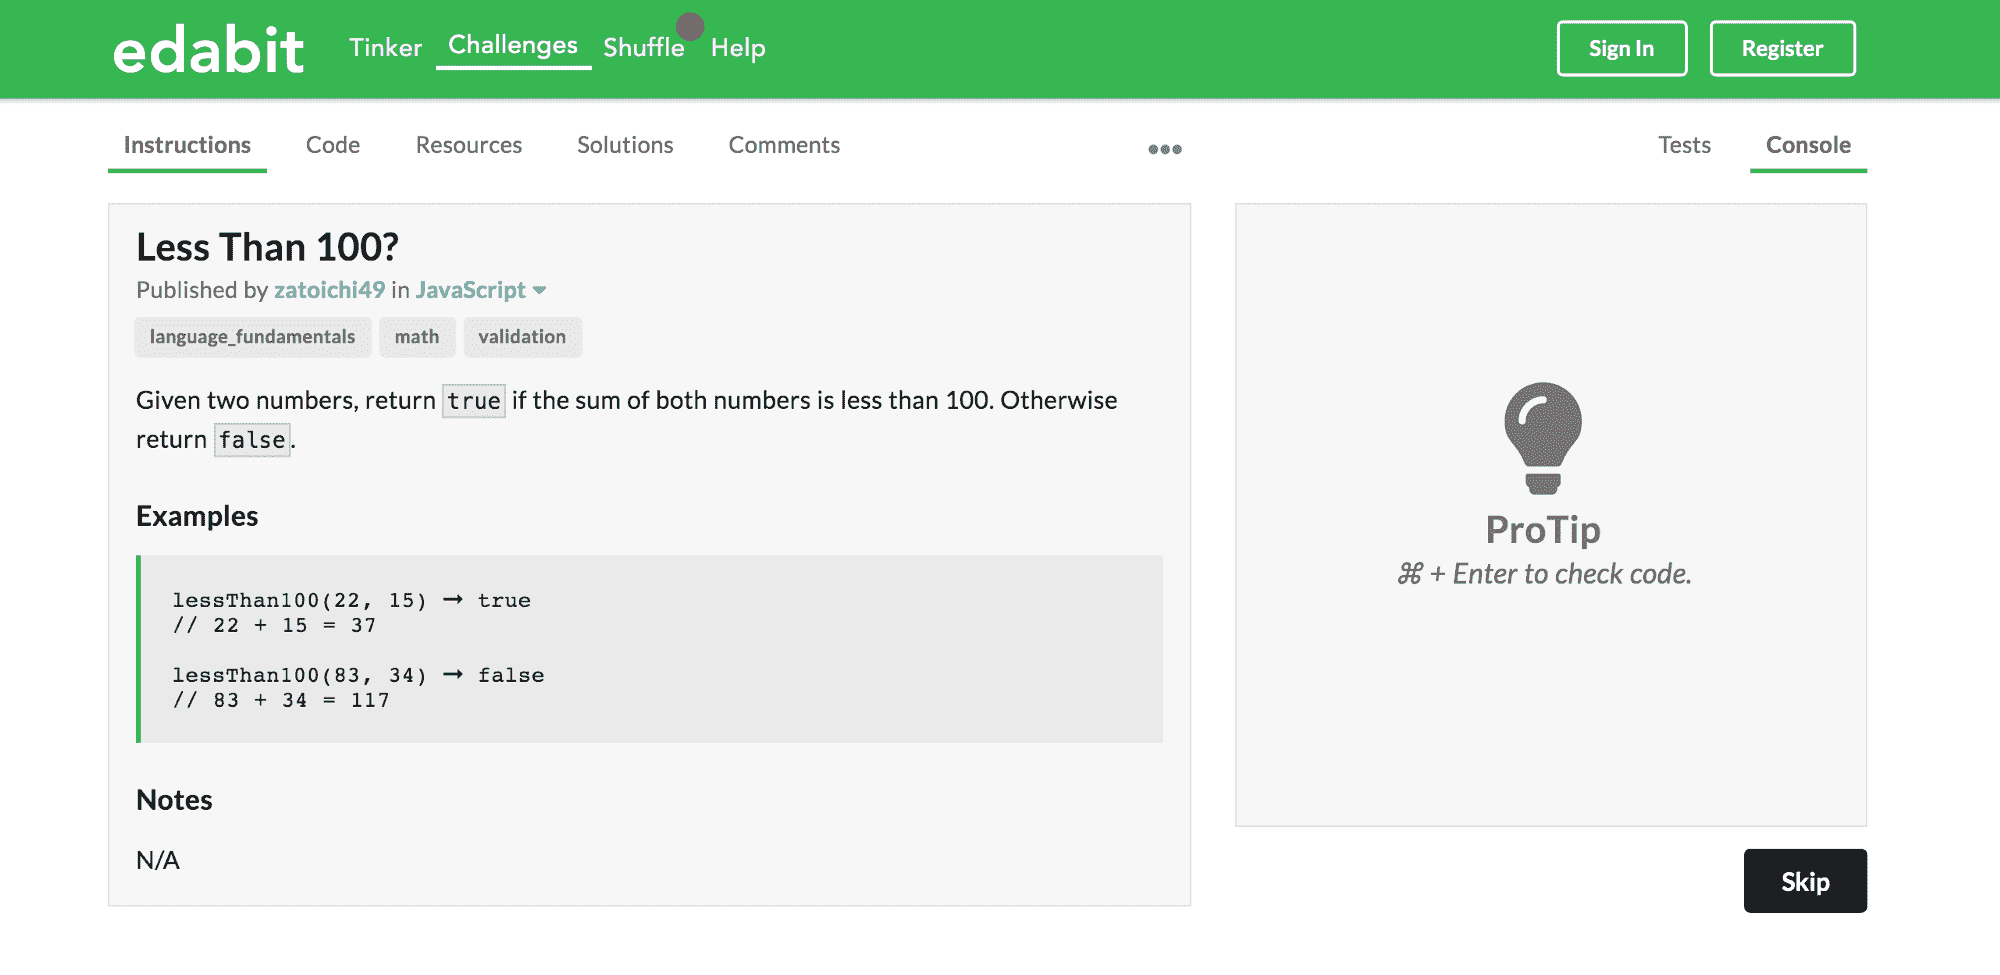 edabit Tinker Challenges Shuffle Help Sign In Register
Instructions Code Resources Solutions Comments ••• Tests Console
Less Than 100?
Published by zatoichi49 in JavaScript
language_fundamentals math validation
Given two numbers, return true if the sum of both numbers is less than 100. Otherwise
return false.
Examples
lessThan100(22, 15) ➞ true
// 22 + 15 = 37
lessThan100(83, 34) ➞ false
// 83 + 34 = 117
Notes
N/A
ProTip
⌘ + Enter to check code.
Skip